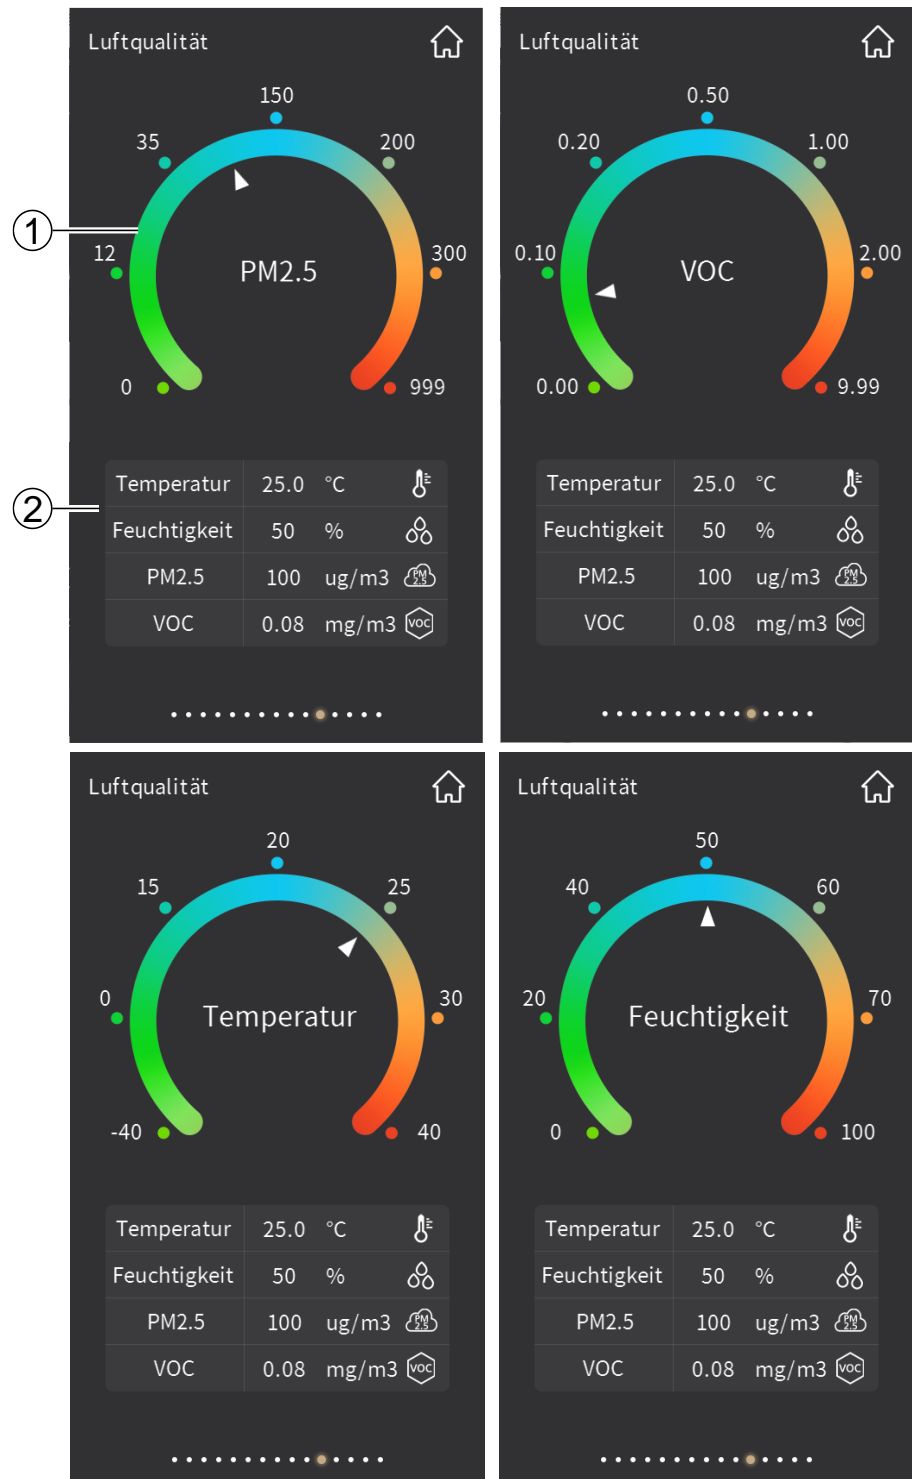 Luftqualität
150
35
200
1
12
300
PM2.5
0
999
2
Temperatur 25.0 °C
Feuchtigkeit 50 %
PM2.5 100 ug/m3 PM 2.5
VOC 0.08 mg/m3 VOC
Luftqualität
0.50
0.20
1.00
0.10
2.00
VOC
0.00
9.99
Temperatur 25.0 °C
Feuchtigkeit 50 %
PM2.5 100 ug/m3 PM 2.5
VOC 0.08 mg/m3 VOC
Luftqualität
20
15
25
0
30
Temperatur
-40
40
Temperatur 25.0 °C
Feuchtigkeit 50 %
PM2.5 100 ug/m3 PM 2.5
VOC 0.08 mg/m3 VOC
Luftqualität
50
40
60
20
70
Feuchtigkeit
0
100
Temperatur 25.0 °C
Feuchtigkeit 50 %
PM2.5 100 ug/m3 PM 2.5
VOC 0.08 mg/m3 VOC